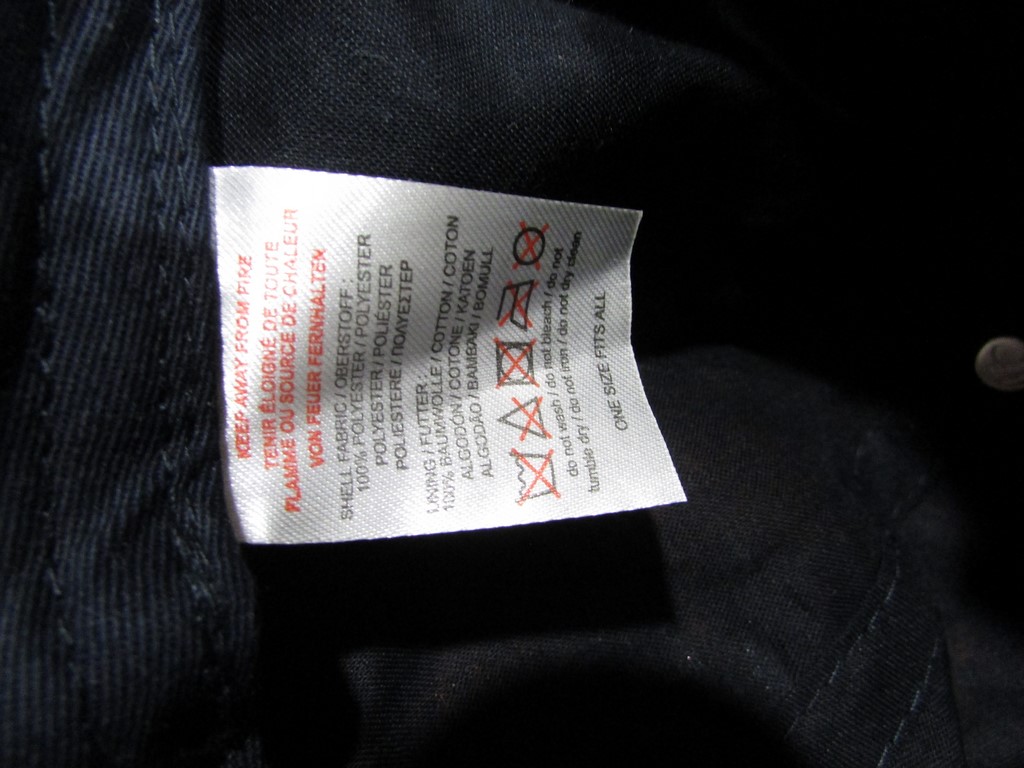 KEEP AWAY FROM FIRE
TENIR ÉLOIGNÉ DE TOUTE
FLAMME OU SOURCE DE CHALEUR
VON FEUER FERNHALTEN
SHELL FABRIC / OBERSTOFF :
100% POLYESTER / POLYESTER
POLYESTER / POLIESTER
POLIESTERE / ΠΟΛΥΕΣΤΕΡ
LINING / FUTTER
100% BAUMWOLLE / COTTON / COTON
ALGODÓN / COTONE / KATOEN
ALGODÃO / BAMBAKI / BOMULL
do not wash / do not bleach / do not
tumble dry / do not iron / do not dry clean
ONE SIZE FITS ALL